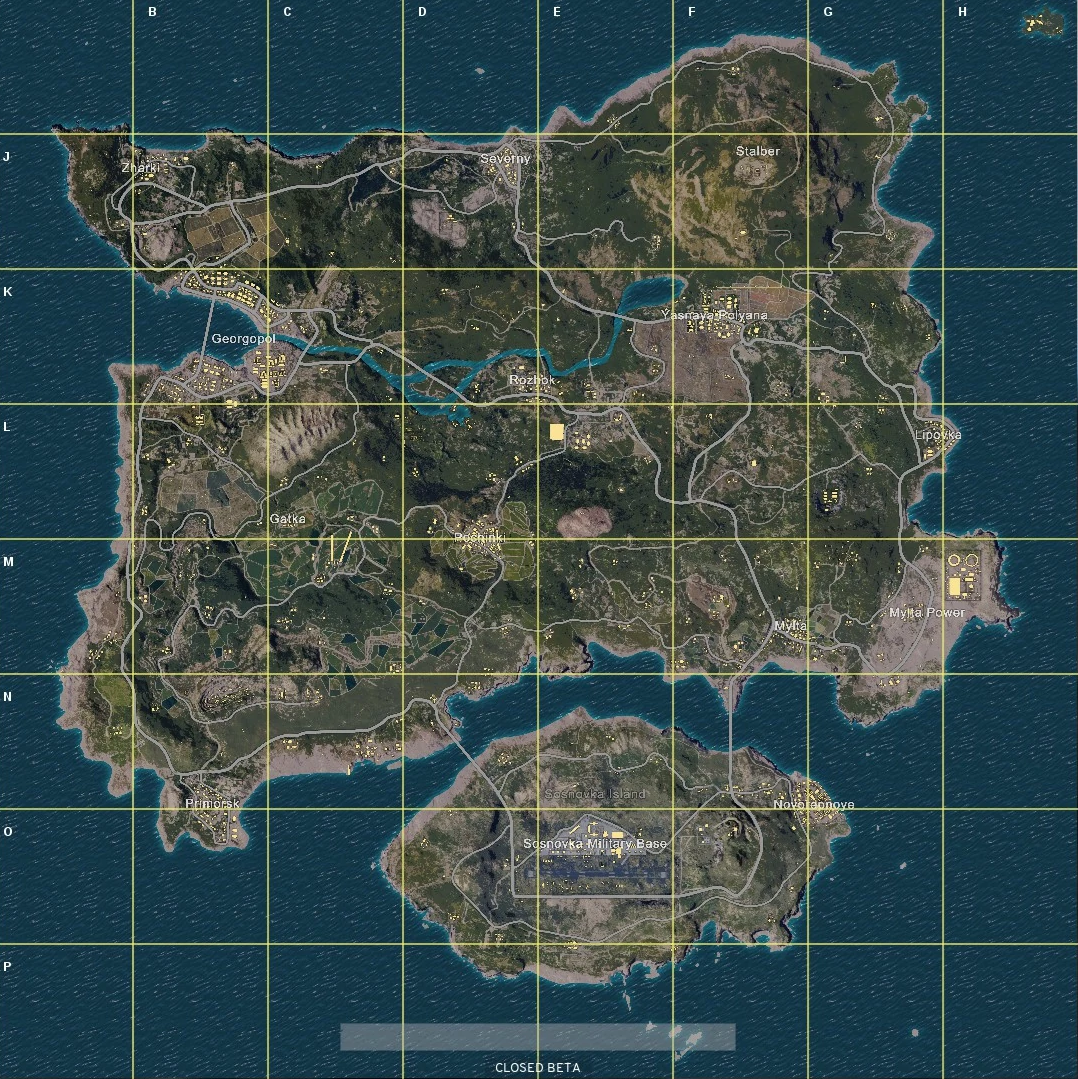 B C D E F G H
J
Zharki
Severny
Stalber
K
Georgopol
Yasnaya Polyana
Rozhok
L
Lipovka
Gatka
Pochinki
M
Mylta Power
Mylta
N
Sosnovka Island
Primorsk
Novorepnoye
O
Sosnovka Military Base
P
CLOSED BETA